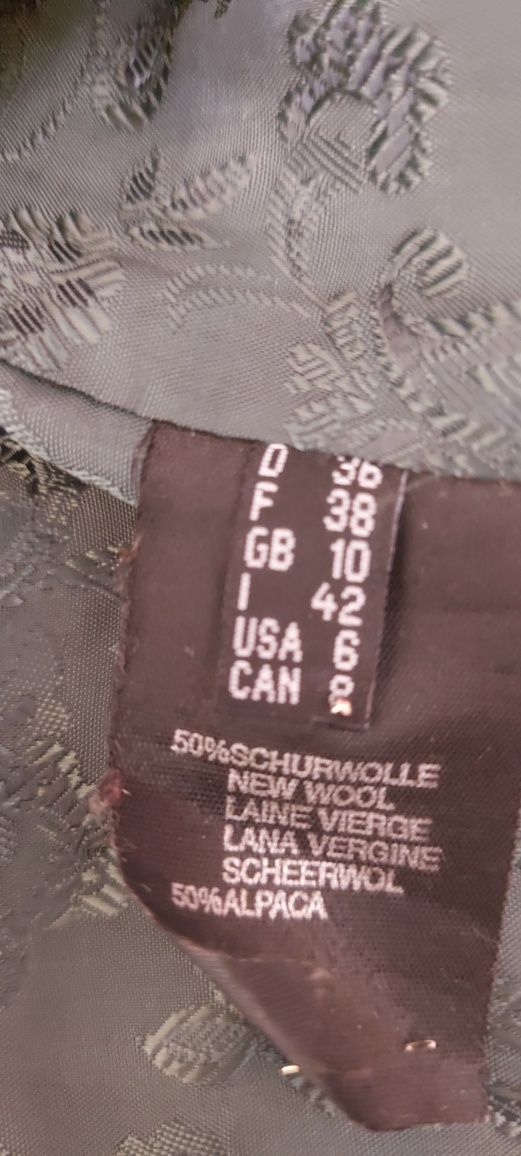 D 36
F 38
GB 10
I 42
USA 6
CAN 8
50%SCHURWOLLE
NEW WOOL
LAINE VIERGE
LANA VERGINE
SCHEERWOL
50%ALPACA